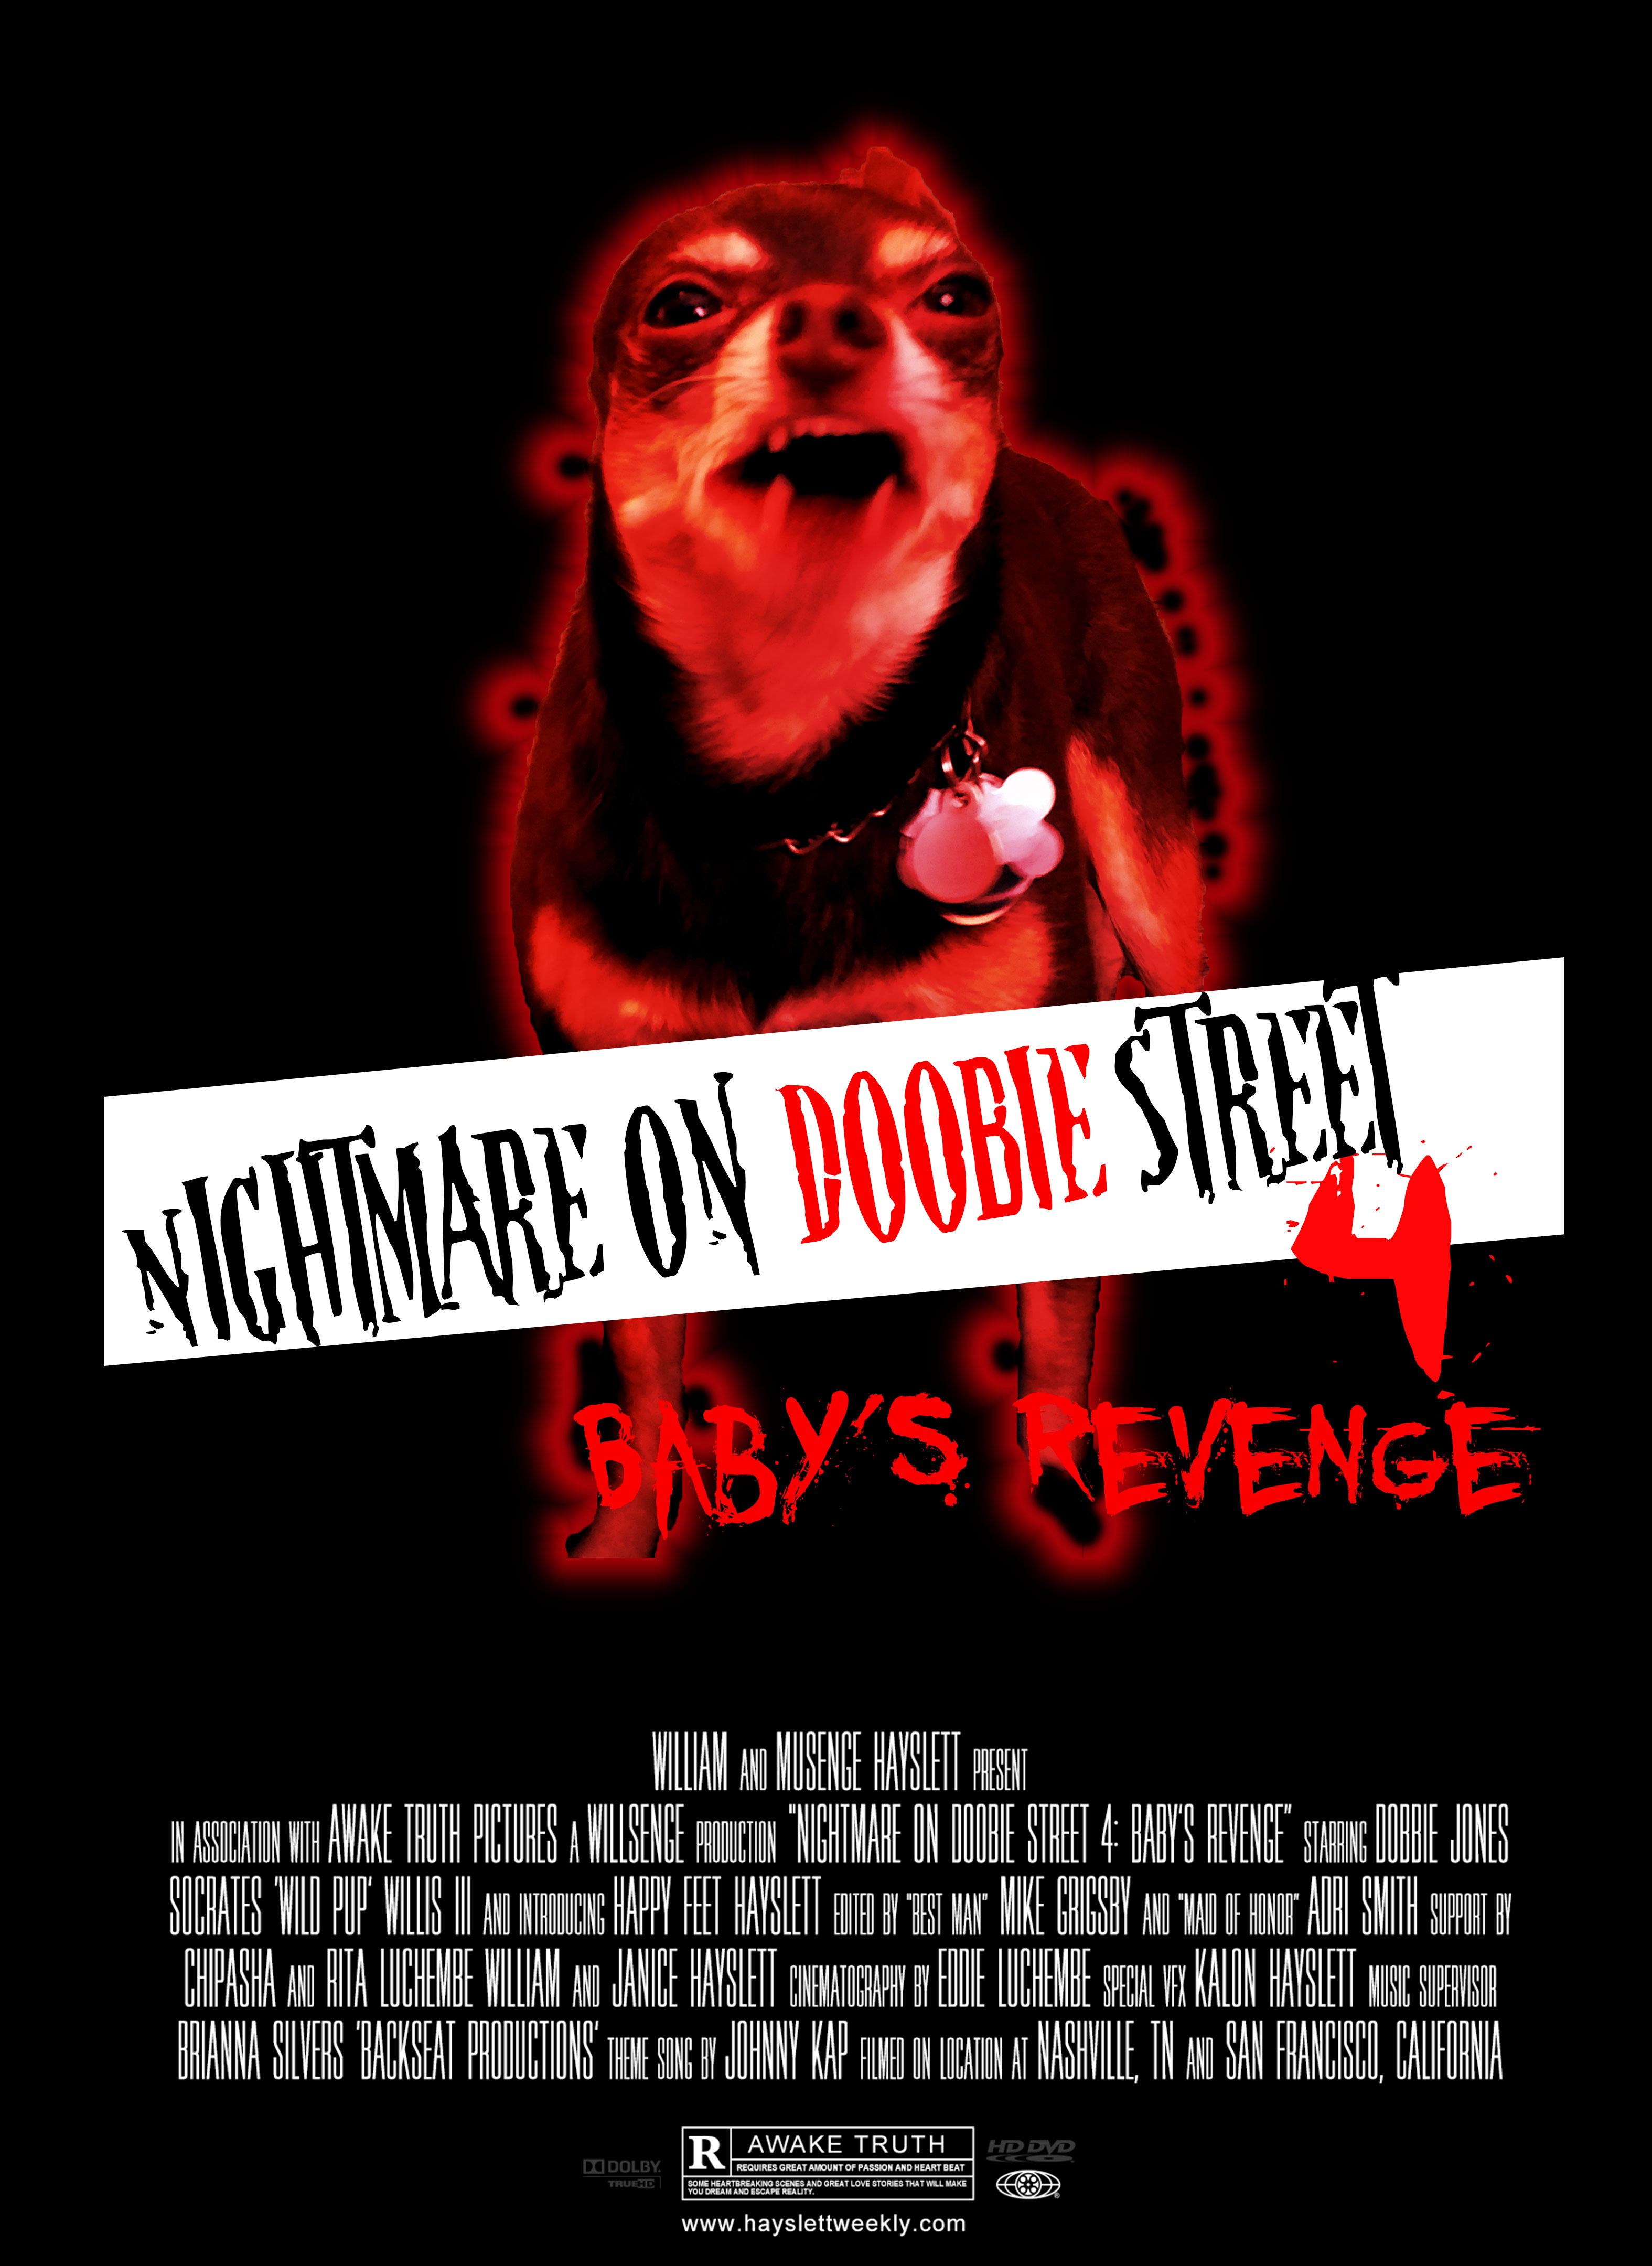 NIGHTMARE ON DOOBIE STREET
4
BABY'S REVENGE
WILLIAM AND MUSENGE HAYSLETT PRESENT
IN ASSOCIATION WITH AWAKE TRUTH PICTURES A WILLSENGE PRODUCTION "NIGHTMARE ON DOOBIE STREET 4: BABY'S REVENGE" STARRING DOBBIE JONES
SOCRATES 'WILD PUP' WILLIS III AND INTRODUCING HAPPY FEET HAYSLETT EDITED BY "BEST MAN" MIKE GRIGSBY AND "MAID OF HONOR" ADRI SMITH SUPPORT BY
CHIPASHA AND RITA LUCHEMBE WILLIAM AND JANICE HAYSLETT CINEMATOGRAPHY BY EDDIE LUCHEMBE SPECIAL VFX KALON HAYSLETT MUSIC SUPERVISOR
BRIANNA SILVERS 'BACKSEAT PRODUCTIONS' THEME SONG BY JOHNNY KAP FILMED ON LOCATION AT NASHVILLE, TN AND SAN FRANCISCO, CALIFORNIA
DOLBY.
TRUEHD
R
AWAKE TRUTH
REQUIRES GREAT AMOUNT OF PASSION AND HEART BEAT
SOME HEARTBREAKING SCENES AND GREAT LOVE STORIES THAT WILL MAKE
YOU DREAM AND ESCAPE REALITY.
HD DVD
www.hayslettweekly.com